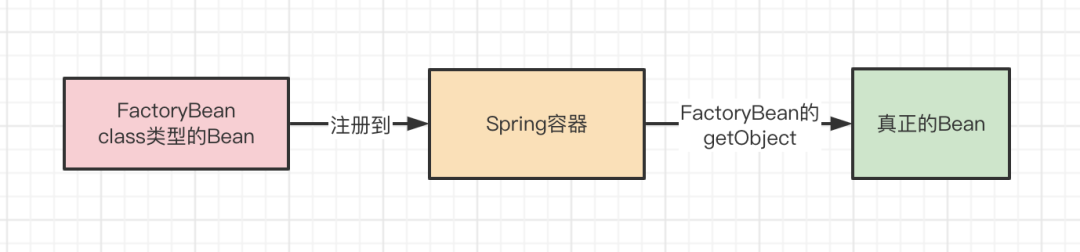 FactoryBean
class类型的Bean
注册到
Spring容器
FactoryBean的
getObject
真正的Bean